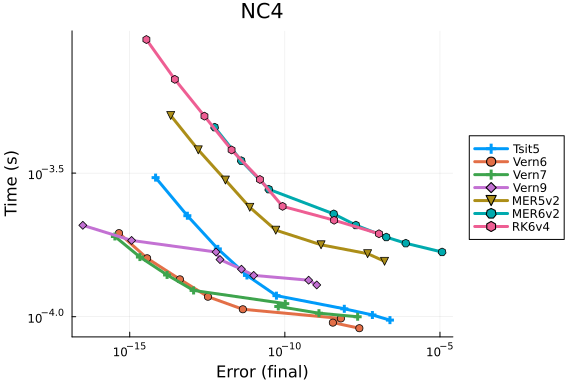 NC4
Time (s)
10⁻³·⁵
10⁻⁴·⁰
10⁻¹⁵
10⁻¹⁰
10⁻⁵
Error (final)
Tsit5
Vern6
Vern7
Vern9
MER5v2
MER6v2
RK6v4